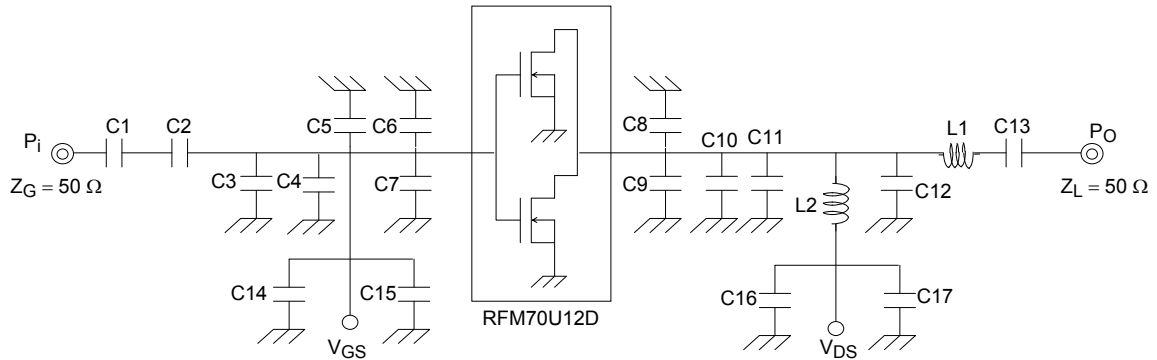 Pi
ZG = 50 Ω
C1
C2
C3
C4
C5
C6
C7
C14
C15
VGS
RFM70U12D
C8
C9
C10
C11
L2
C12
L1
C13
PO
ZL = 50 Ω
C16
C17
VDS